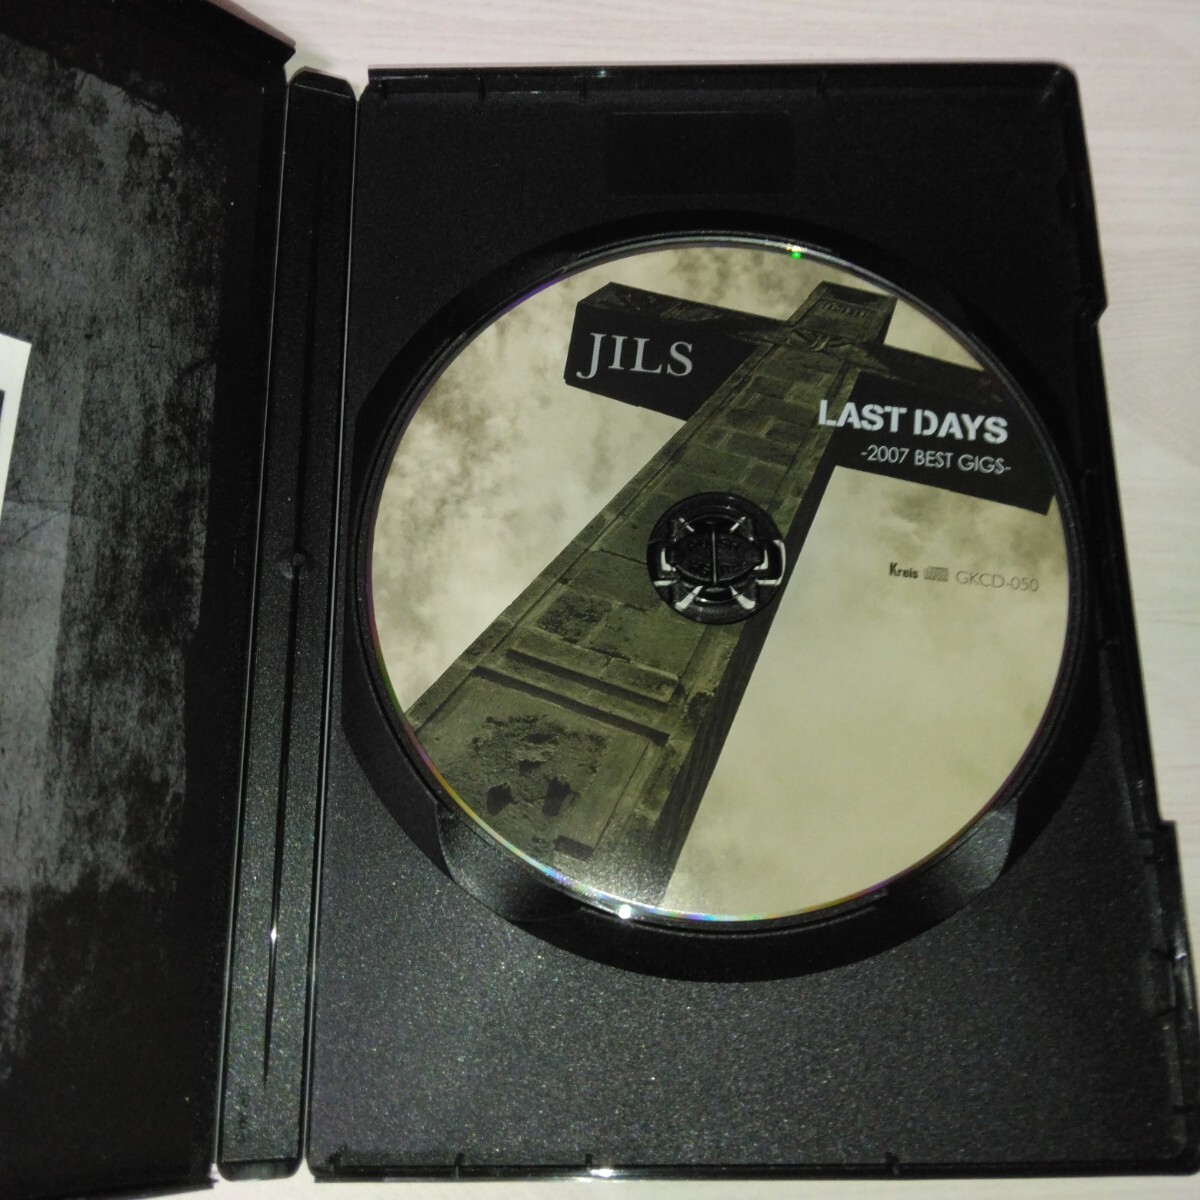 JILS
LAST DAYS
-2007 BEST GIGS-
Kreis GKCD-050